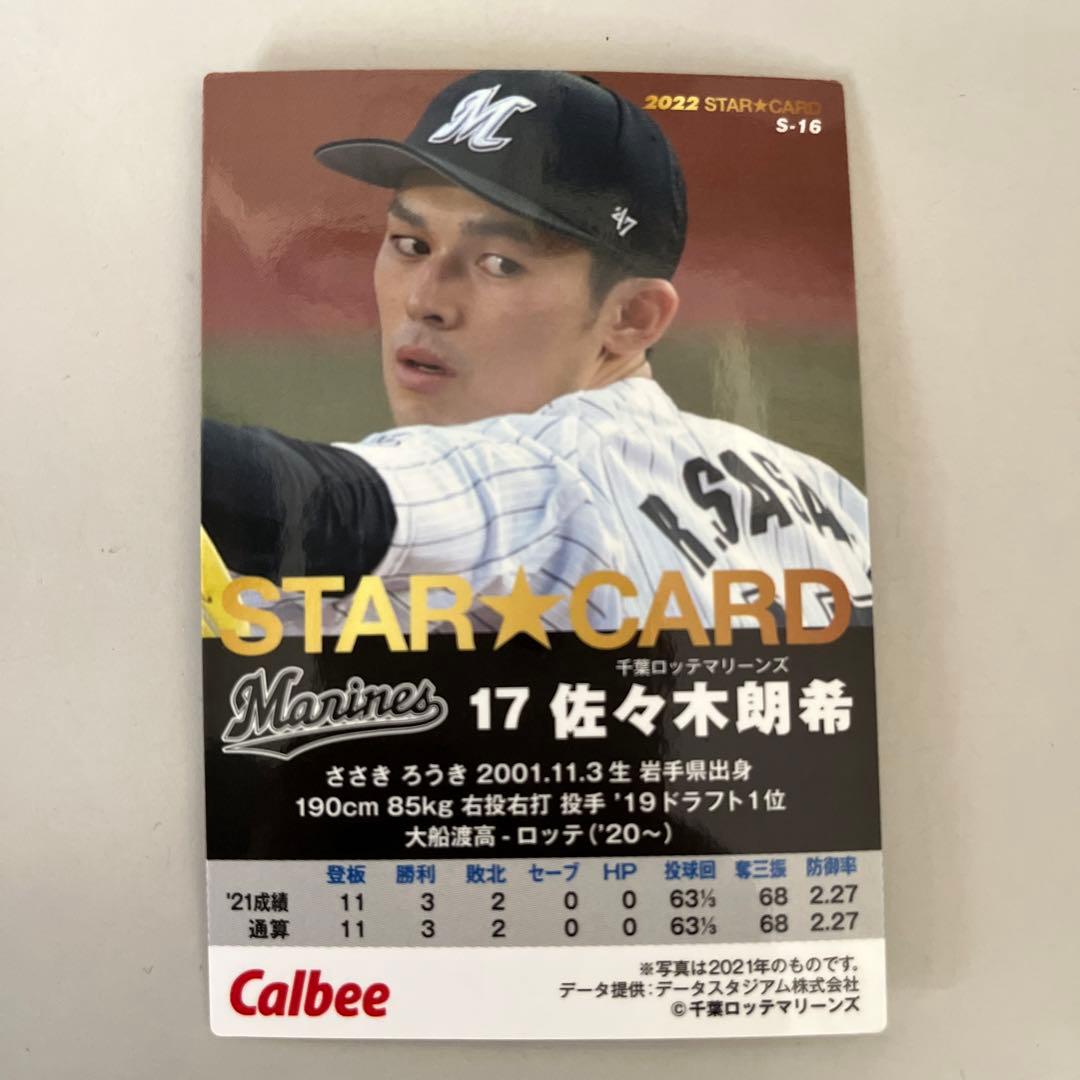 2022 STAR★CARD
S-16
M
'47
R.SASA
STAR★CARD
千葉ロッテマリーンズ
Marines 17 佐々木朗希
ささき ろうき 2001.11.3生 岩手県出身
190cm 85kg 右投右打 投手 '19ドラフト1位
大船渡高-ロッテ('20〜)
登板 勝利 敗北 セーブ HP 投球回 奪三振 防御率
'21成績 11 3 2 0 0 63⅓ 68 2.27
通算 11 3 2 0 0 63⅓ 68 2.27
Calbee
※写真は2021年のものです。
データ提供:データスタジアム株式会社
©千葉ロッテマリーンズ